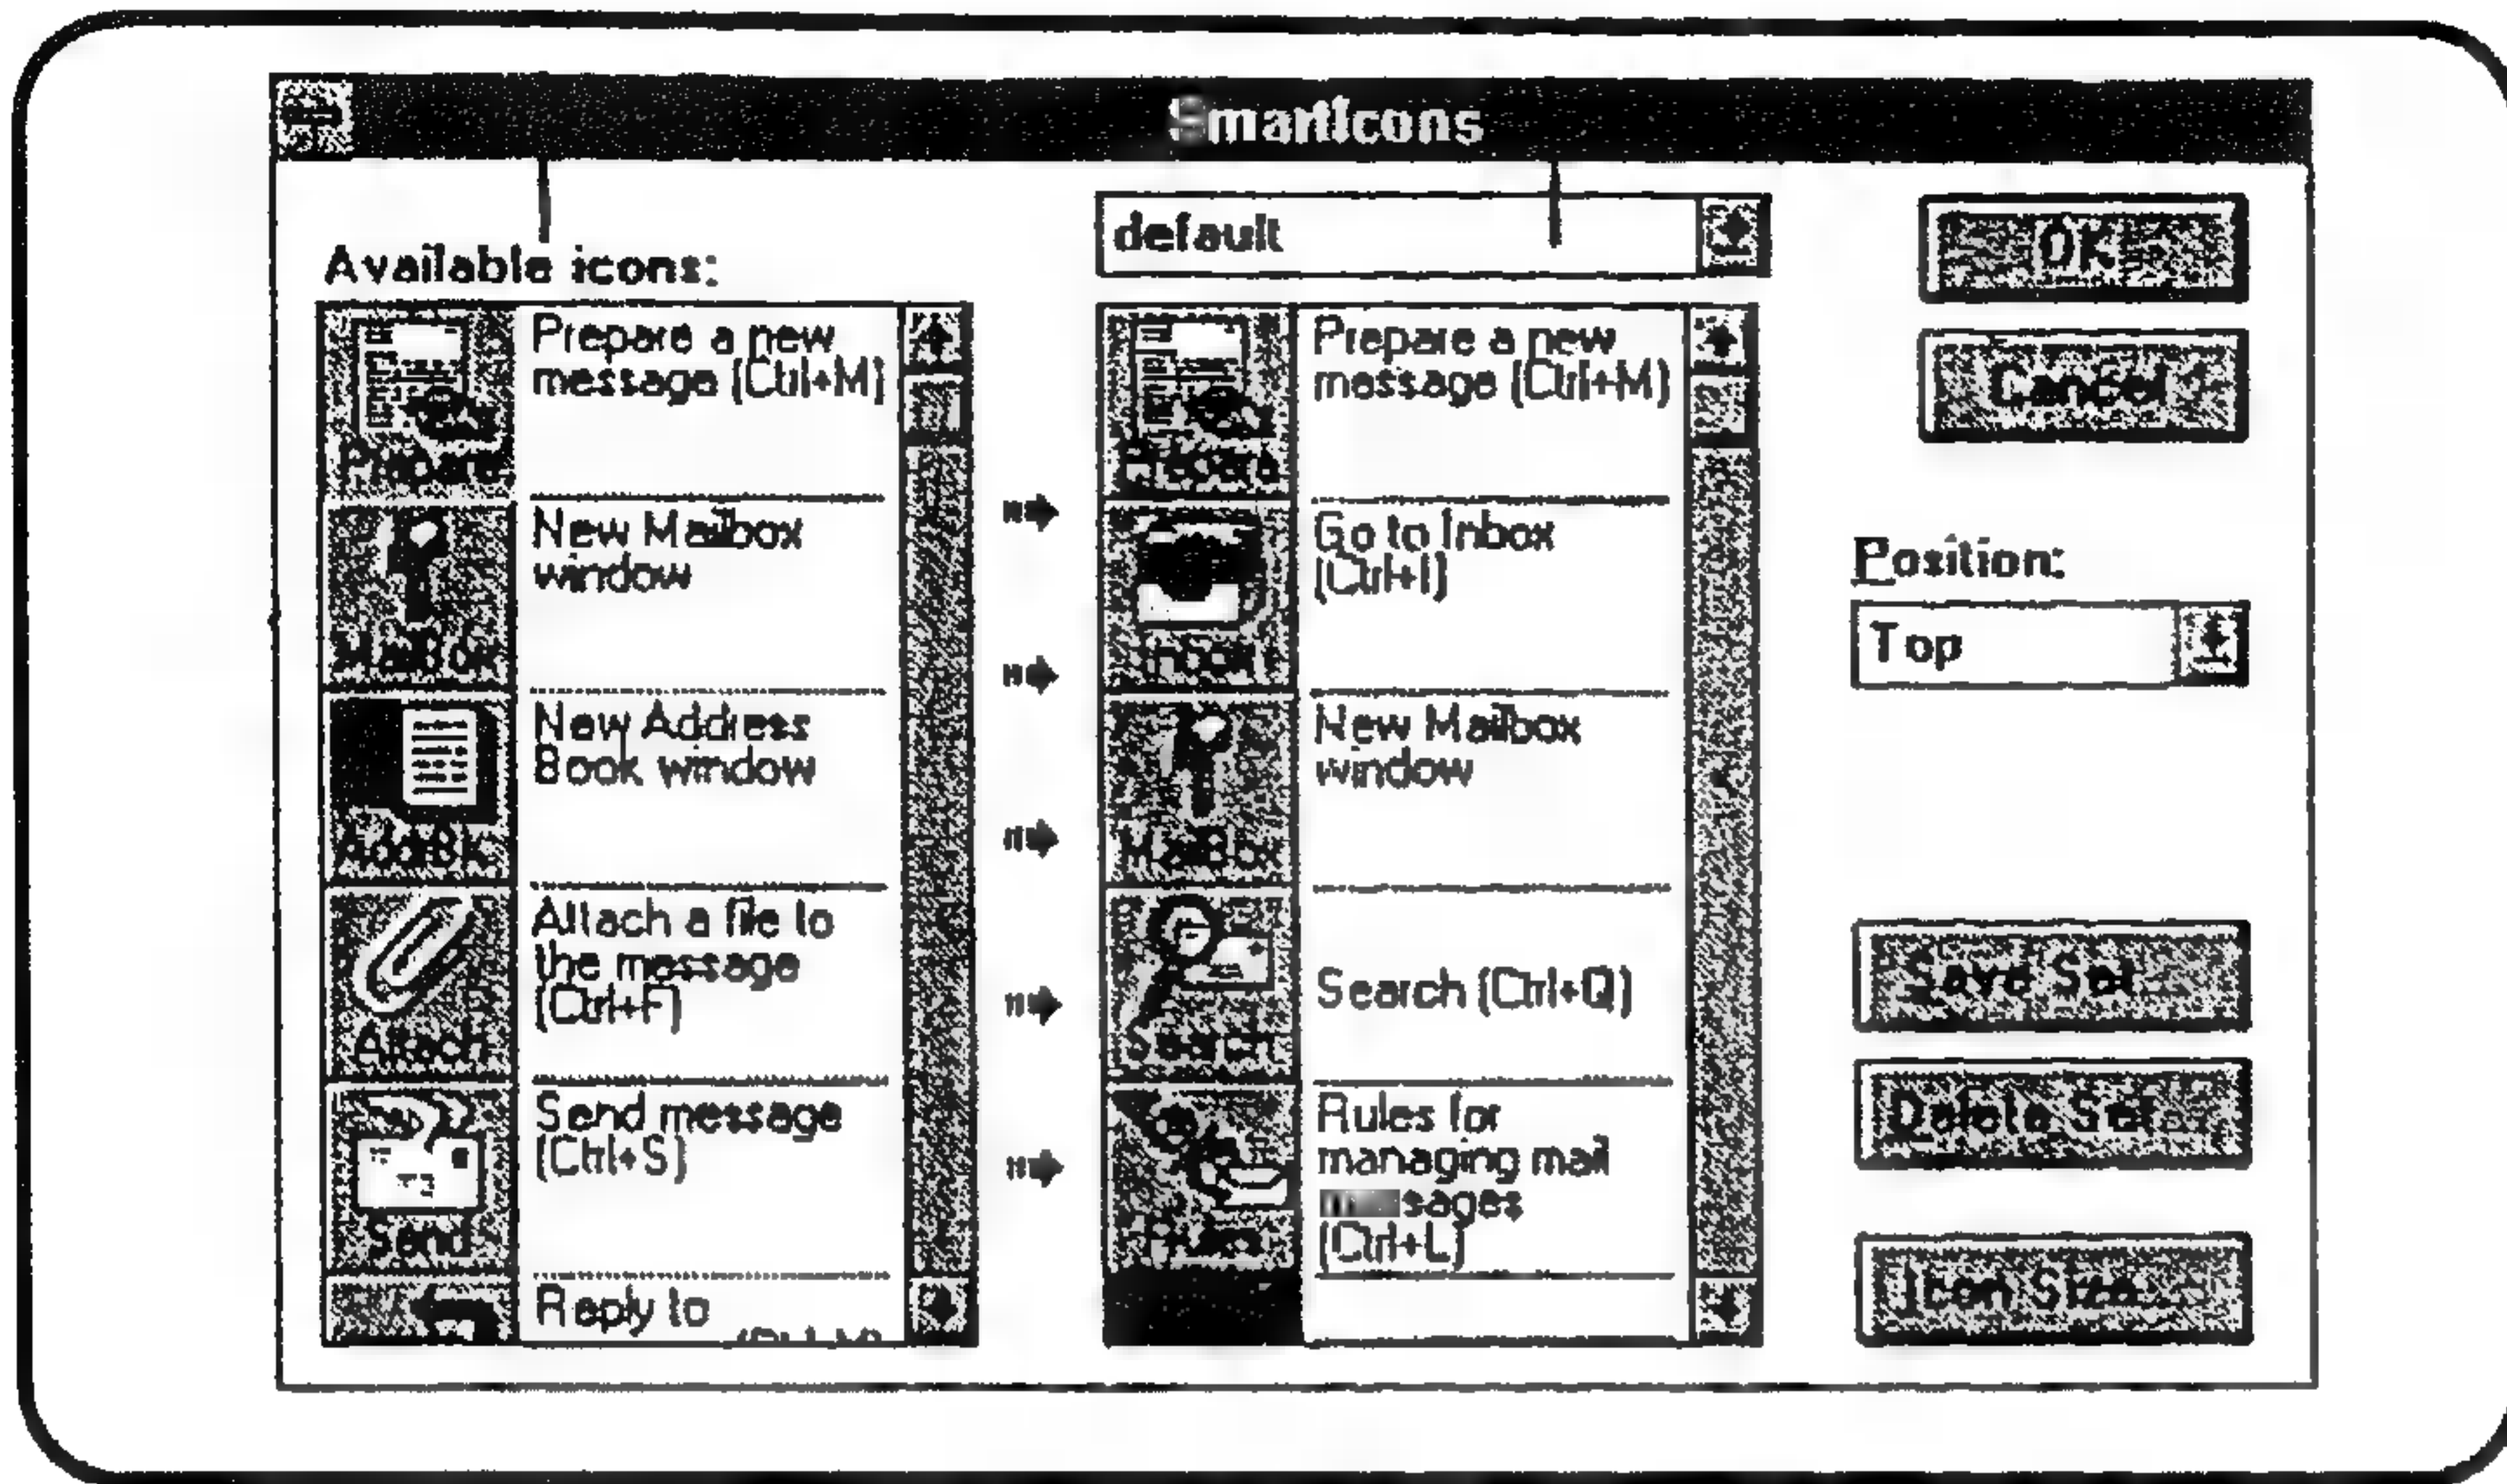 SmartIcons
Available icons:
Prepare a new
message (Ctrl+M)
Prepare
New Mailbox
window
MailBox
New Address
Book window
AddrBk
Attach a file to
the message
(Ctrl+F)
Attach
Send message
(Ctrl+S)
Send
Reply to
default
Prepare a new
message (Ctrl+M)
Prepare
Go to Inbox
(Ctrl+I)
Inbox
New Mailbox
window
MailBox
Search (Ctrl+Q)
Search
Rules for
managing mail
sages
(Ctrl+L)
OK
Cancel
Position:
Top
Save Set...
Delete Set...
Icon Size...